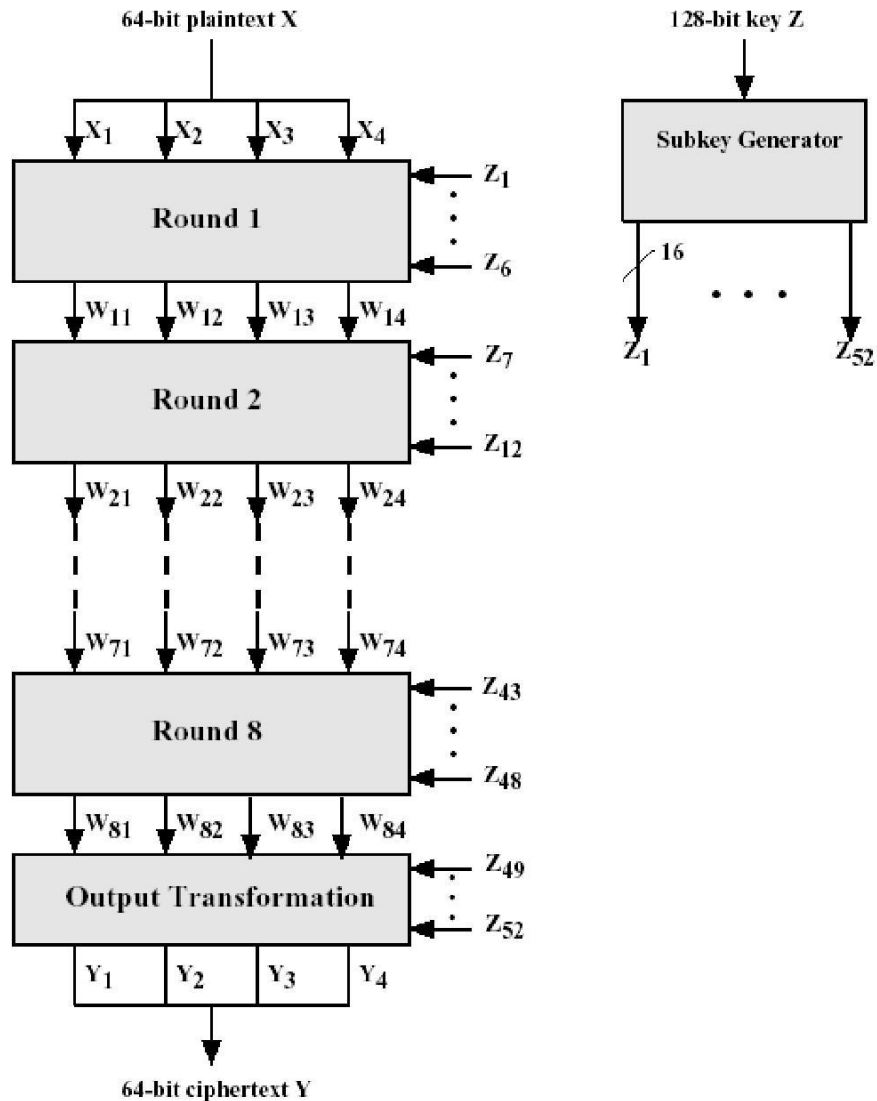 64-bit plaintext X
128-bit key Z
X1 X2 X3 X4
Subkey Generator
Z1
Round 1
16
Z6
W11 W12 W13 W14
Z1 Z52
Z7
Round 2
Z12
W21 W22 W23 W24
W71 W72 W73 W74
Z43
Round 8
Z48
W81 W82 W83 W84
Z49
Output Transformation
Z52
Y1 Y2 Y3 Y4
64-bit ciphertext Y